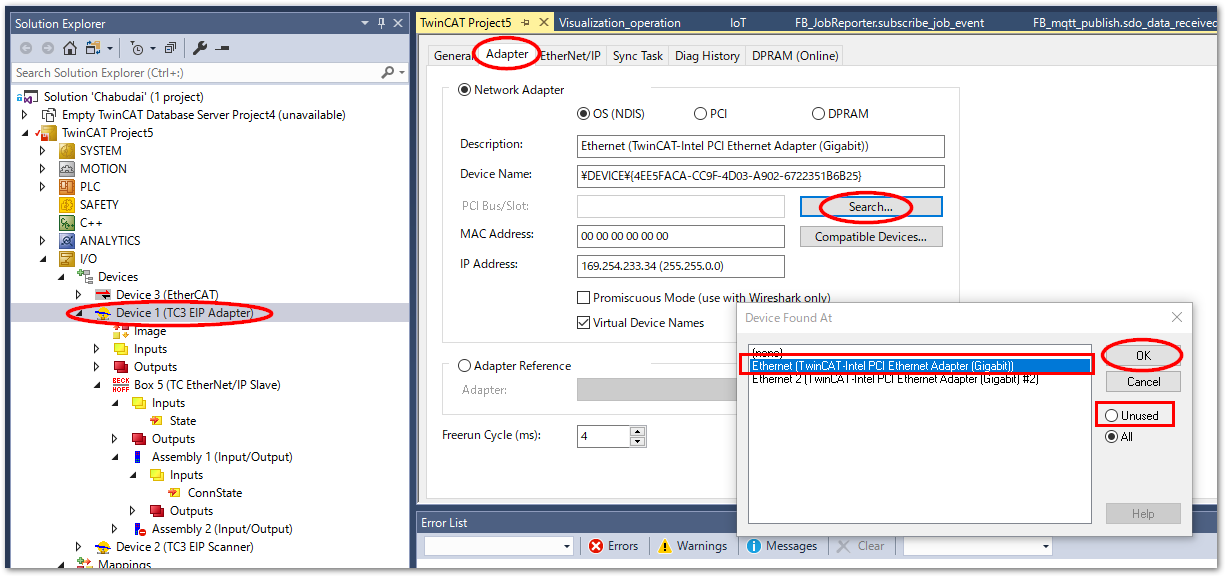 Solution Explorer
Search Solution Explorer (Ctrl+:)
Solution 'Chabudai' (1 project)
Empty TwinCAT Database Server Project4 (unavailable)
TwinCAT Project5
SYSTEM
MOTION
PLC
SAFETY
C++
ANALYTICS
I/O
Devices
Device 3 (EtherCAT)
Device 1 (TC3 EIP Adapter)
Image
Inputs
Outputs
BECK HOFF Box 5 (TC EtherNet/IP Slave)
Inputs
State
Outputs
Assembly 1 (Input/Output)
Inputs
ConnState
Outputs
Assembly 2 (Input/Output)
Device 2 (TC3 EIP Scanner)
Mappings
TwinCAT Project5 Visualization_operation IoT FB_JobReporter.subscribe_job_event FB_mqtt_publish.sdo_data_received
General Adapter EtherNet/IP Sync Task Diag History DPRAM (Online)
Network Adapter
OS (NDIS) PCI DPRAM
Description: Ethernet (TwinCAT-Intel PCI Ethernet Adapter (Gigabit))
Device Name: ¥DEVICE¥{4EE5FACA-CC9F-4D03-A902-6722351B6B25}
PCI Bus/Slot: Search...
MAC Address: 00 00 00 00 00 00 Compatible Devices...
IP Address: 169.254.233.34 (255.255.0.0)
Promiscuous Mode (use with Wireshark only)
Virtual Device Names
Adapter Reference
Adapter:
Freerun Cycle (ms): 4
Device Found At
(none)
Ethernet (TwinCAT-Intel PCI Ethernet Adapter (Gigabit))
Ethernet 2 (TwinCAT-Intel PCI Ethernet Adapter (Gigabit) #2)
OK
Cancel
Unused
All
Help
Error List
Errors Warnings Messages Clear